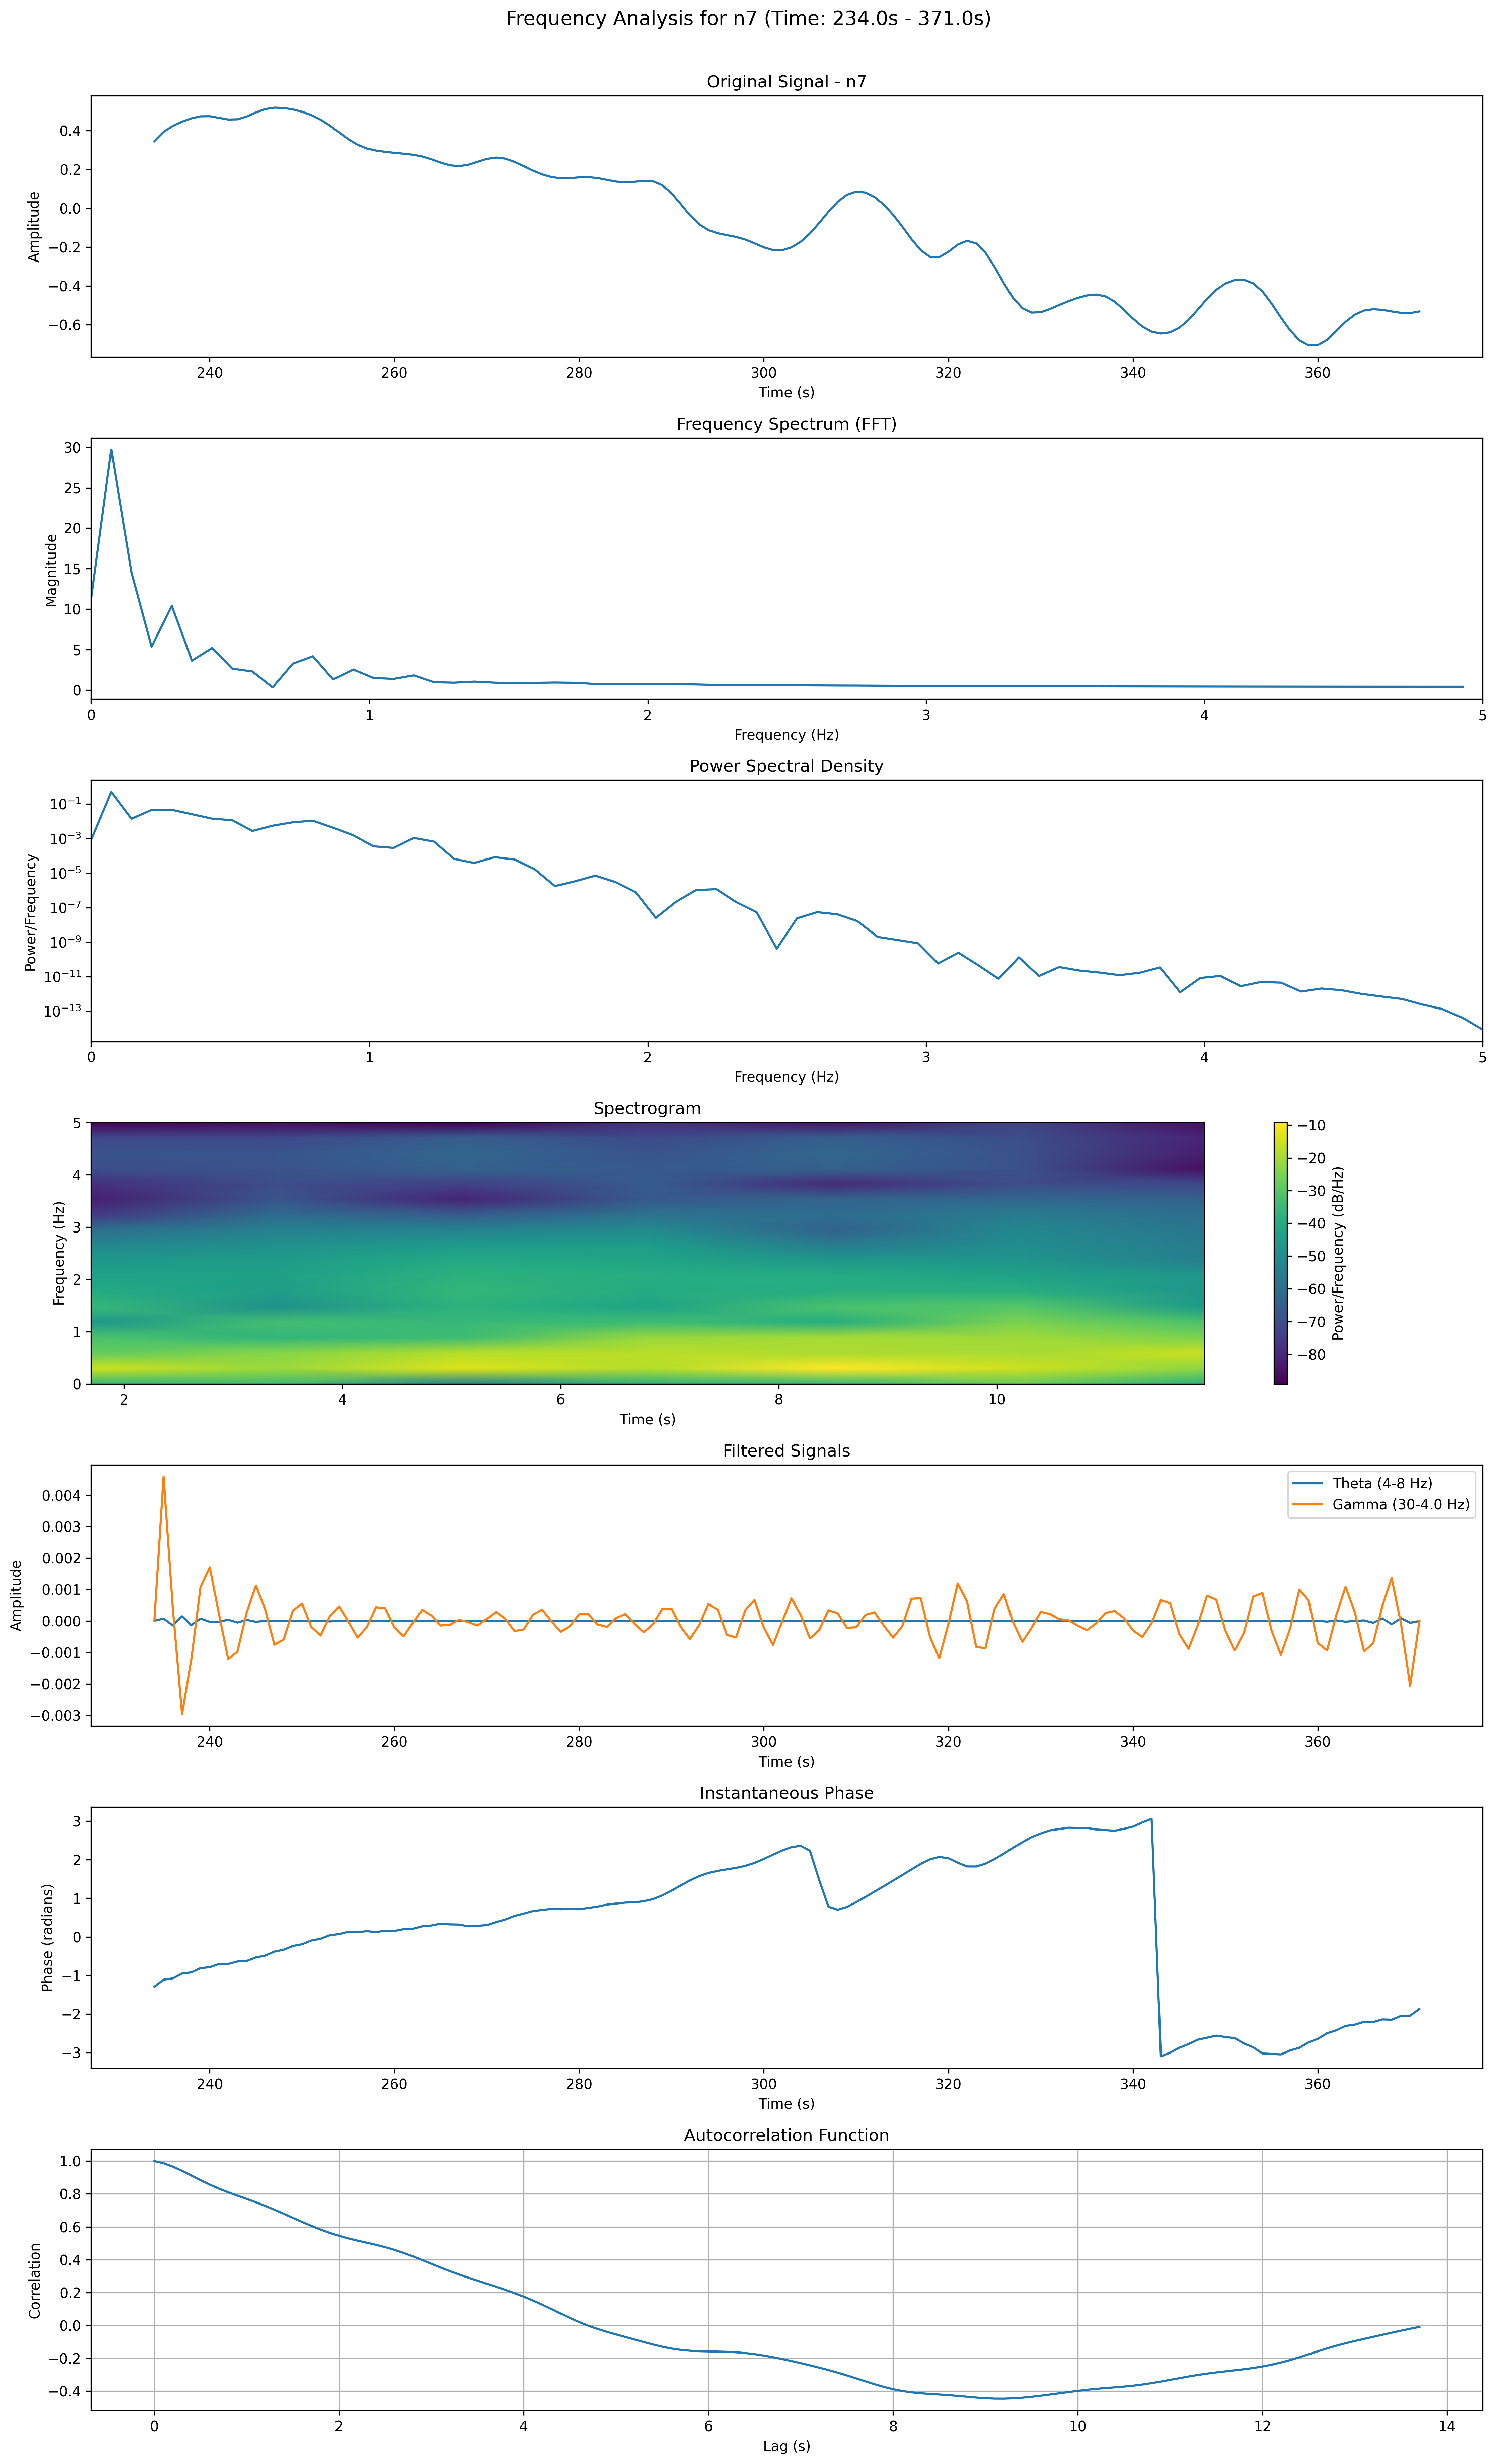 Frequency Analysis for n7 (Time: 234.0s - 371.0s)
Original Signal - n7
Amplitude
0.4
0.2
0.0
−0.2
−0.4
−0.6
240 260 280 300 320 340 360
Time (s)
Frequency Spectrum (FFT)
Magnitude
30
25
20
15
10
5
0
0 1 2 3 4 5
Frequency (Hz)
Power Spectral Density
Power/Frequency
10⁻¹
10⁻³
10⁻⁵
10⁻⁷
10⁻⁹
10⁻¹¹
10⁻¹³
0 1 2 3 4 5
Frequency (Hz)
Spectrogram
Frequency (Hz)
5
4
3
2
1
0
2 4 6 8 10
Time (s)
−10
−20
−30
−40
−50
−60
−70
−80
Power/Frequency (dB/Hz)
Filtered Signals
Theta (4-8 Hz)
Gamma (30-4.0 Hz)
Amplitude
0.004
0.003
0.002
0.001
0.000
−0.001
−0.002
−0.003
240 260 280 300 320 340 360
Time (s)
Instantaneous Phase
Phase (radians)
3
2
1
0
−1
−2
−3
240 260 280 300 320 340 360
Time (s)
Autocorrelation Function
Correlation
1.0
0.8
0.6
0.4
0.2
0.0
−0.2
−0.4
0 2 4 6 8 10 12 14
Lag (s)